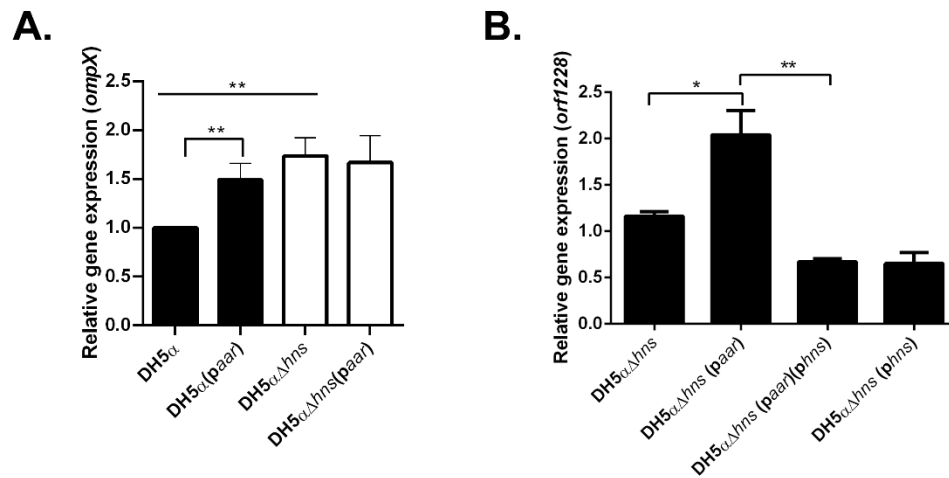 A.
Relative gene expression (ompX)
2.5
2.0
1.5
1.0
0.5
0.0
**
**
DH5α
DH5α(paar)
DH5αΔhns
DH5αΔhns(paar)
B.
Relative gene expression (orf1228)
2.5
2.0
1.5
1.0
0.5
0.0
*
**
DH5αΔhns
DH5αΔhns (paar)
DH5αΔhns (paar)(phns)
DH5αΔhns (phns)